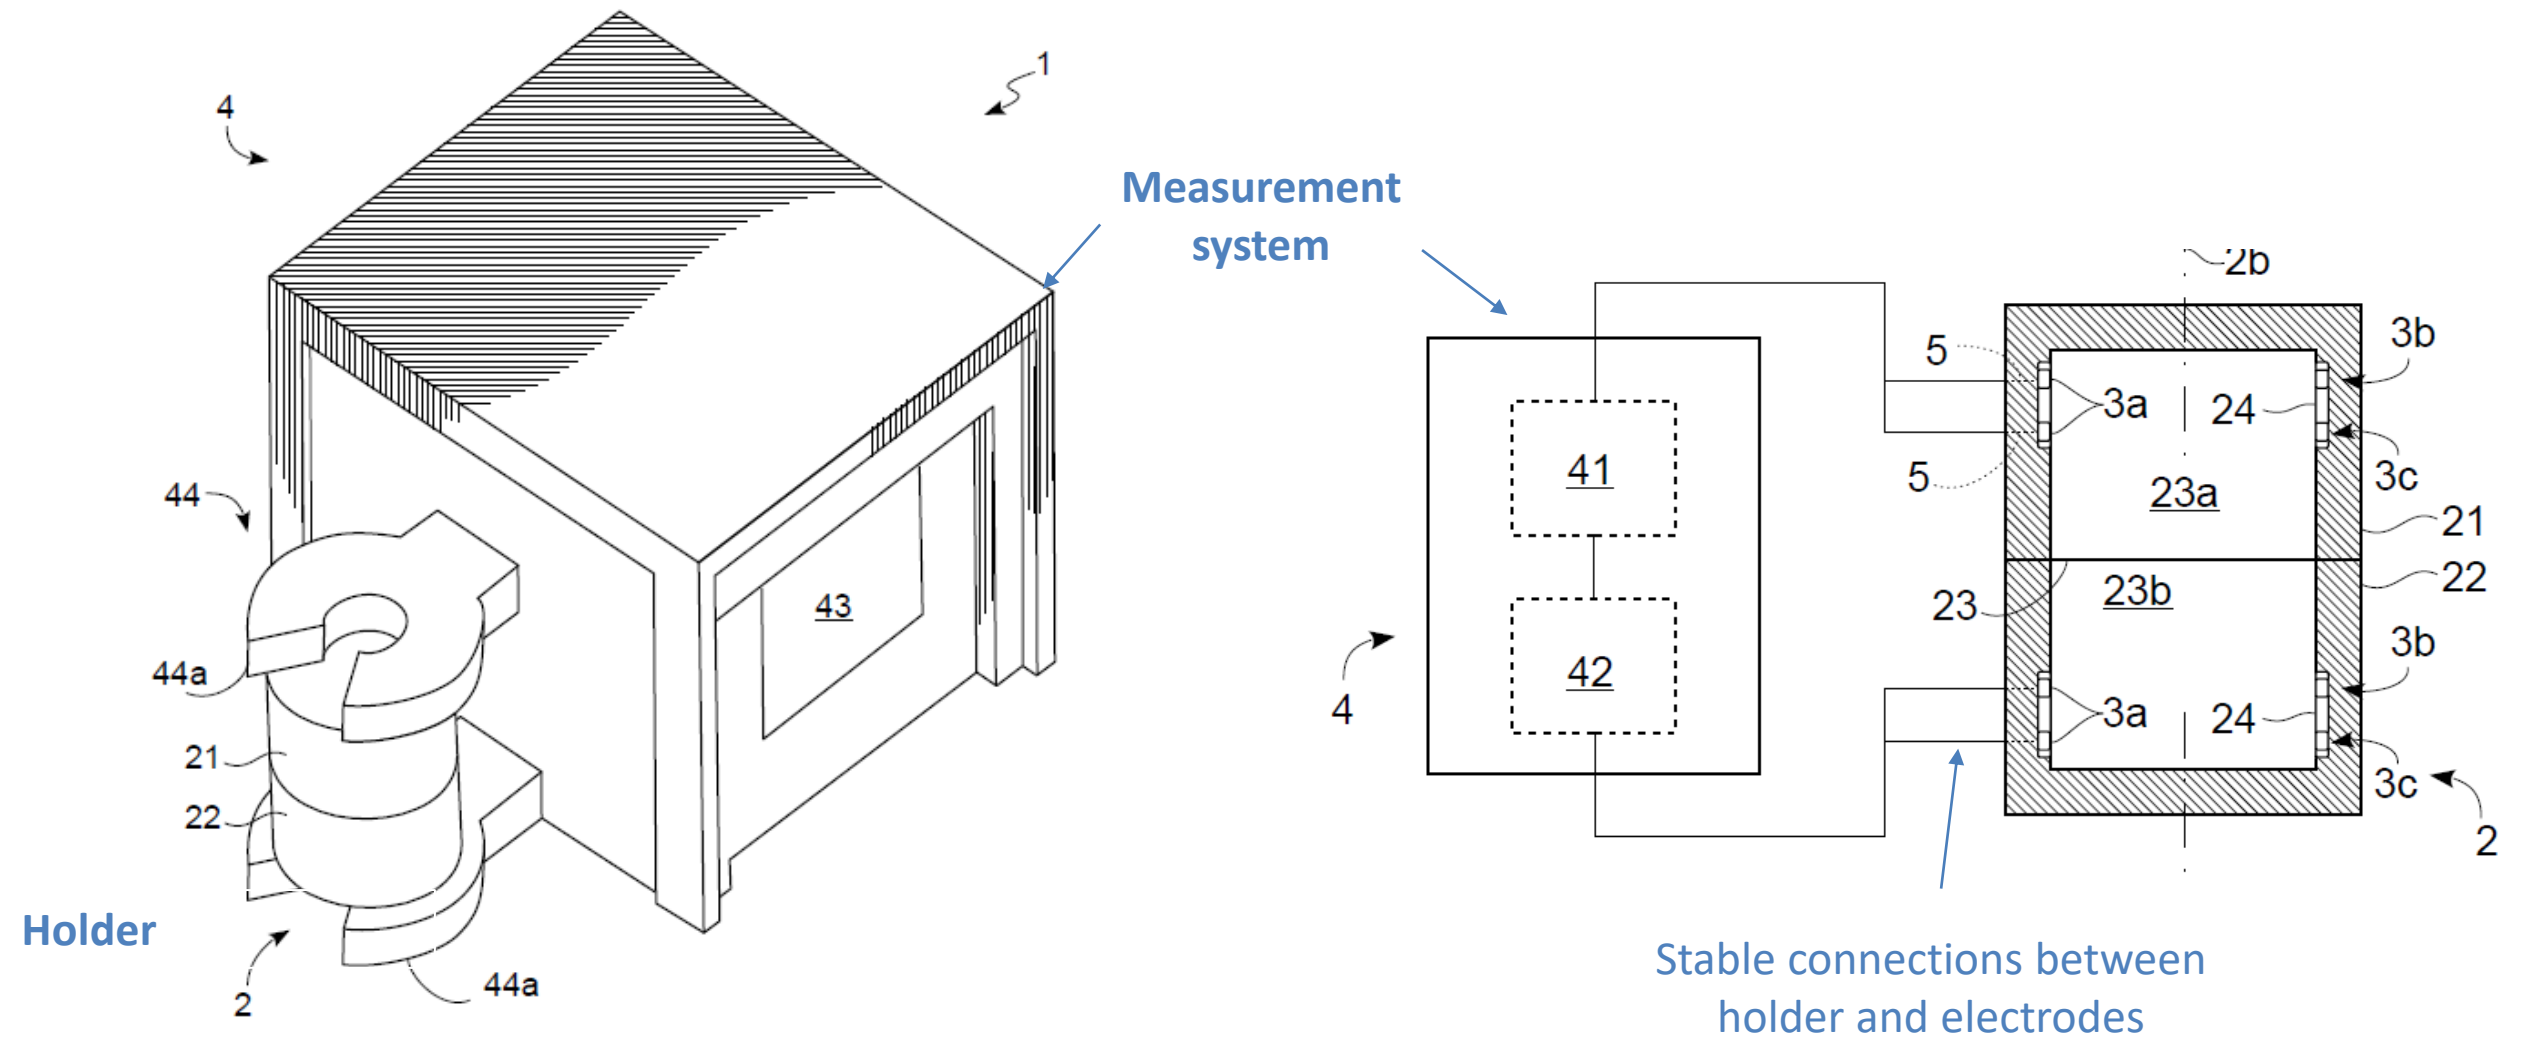 1
4
Measurement
system
44
43
44a
21
22
Holder
2
44a
2b
5
3b
3a
24
41
5
3c
23a
21
22
23b
23
3b
42
4
3a
24
3c
2
Stable connections between
holder and electrodes